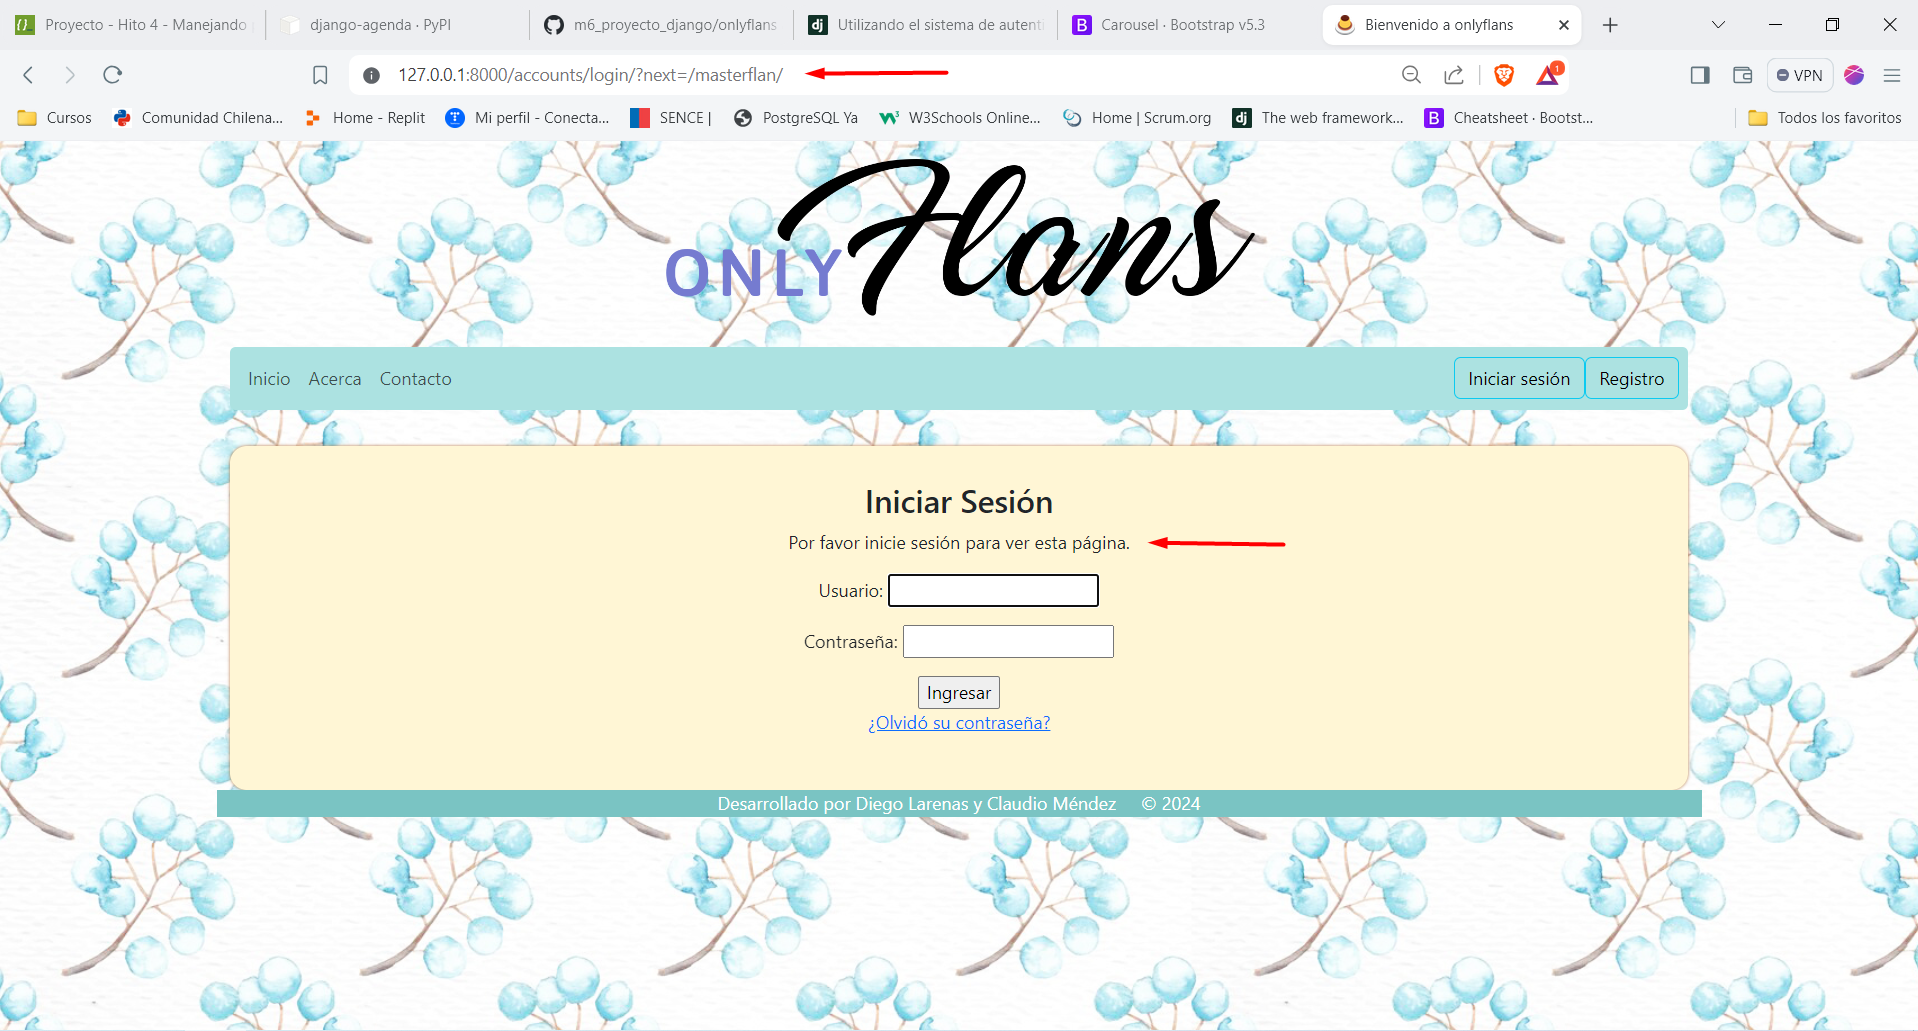 Proyecto - Hito 4 - Manejando
django-agenda · PyPI
m6_proyecto_django/onlyflans
Utilizando el sistema de autenti
Carousel · Bootstrap v5.3
Bienvenido a onlyflans
127.0.0.1:8000/accounts/login/?next=/masterflan/
1
VPN
Cursos
Comunidad Chilena...
Home - Replit
Mi perfil - Conecta...
SENCE |
PostgreSQL Ya
W3Schools Online...
Home | Scrum.org
The web framework...
Cheatsheet · Bootst...
Todos los favoritos
ONLY Flans
Inicio Acerca Contacto
Iniciar sesión Registro
Iniciar Sesión
Por favor inicie sesión para ver esta página.
Usuario:
Contraseña:
Ingresar
¿Olvidó su contraseña?
Desarrollado por Diego Larenas y Claudio Méndez © 2024